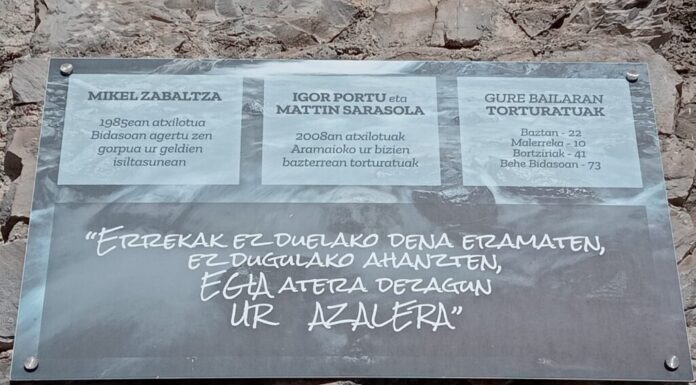 MIKEL ZABALTZA
1985ean atxilotua
Bidasoan agertu zen
gorpua ur geldien
isiltasunean
IGOR PORTU eta
MATTIN SARASOLA
2008an atxilotuak
Aramaioko ur bizien
bazterrean torturatuak
GURE BAILARAN
TORTURATUAK
Baztan - 22
Malerreka - 10
Bortziriak - 41
Behe Bidasoan - 73
"ERREKAK EZ DUELAKO DENA ERAMATEN,
EZ DUGULAKO AHANZTEN,
EGIA ATERA DEZAGUN
UR AZALERA"